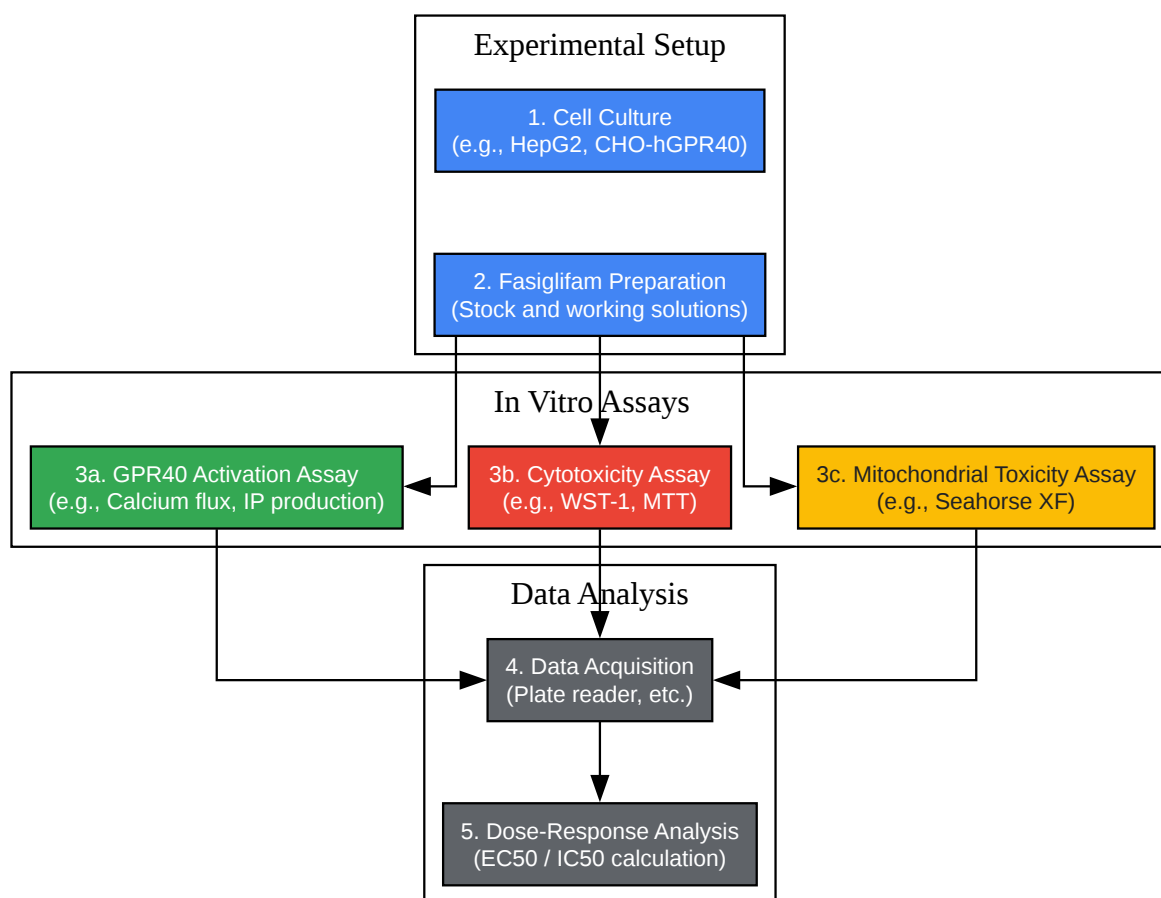 Experimental Setup
1. Cell Culture
(e.g., HepG2, CHO-hGPR40)
2. Fasiglifam Preparation
(Stock and working solutions)
In Vitro Assays
3a. GPR40 Activation Assay
(e.g., Calcium flux, IP production)
3b. Cytotoxicity Assay
(e.g., WST-1, MTT)
3c. Mitochondrial Toxicity Assay
(e.g., Seahorse XF)
Data Analysis
4. Data Acquisition
(Plate reader, etc.)
5. Dose-Response Analysis
(EC50 / IC50 calculation)